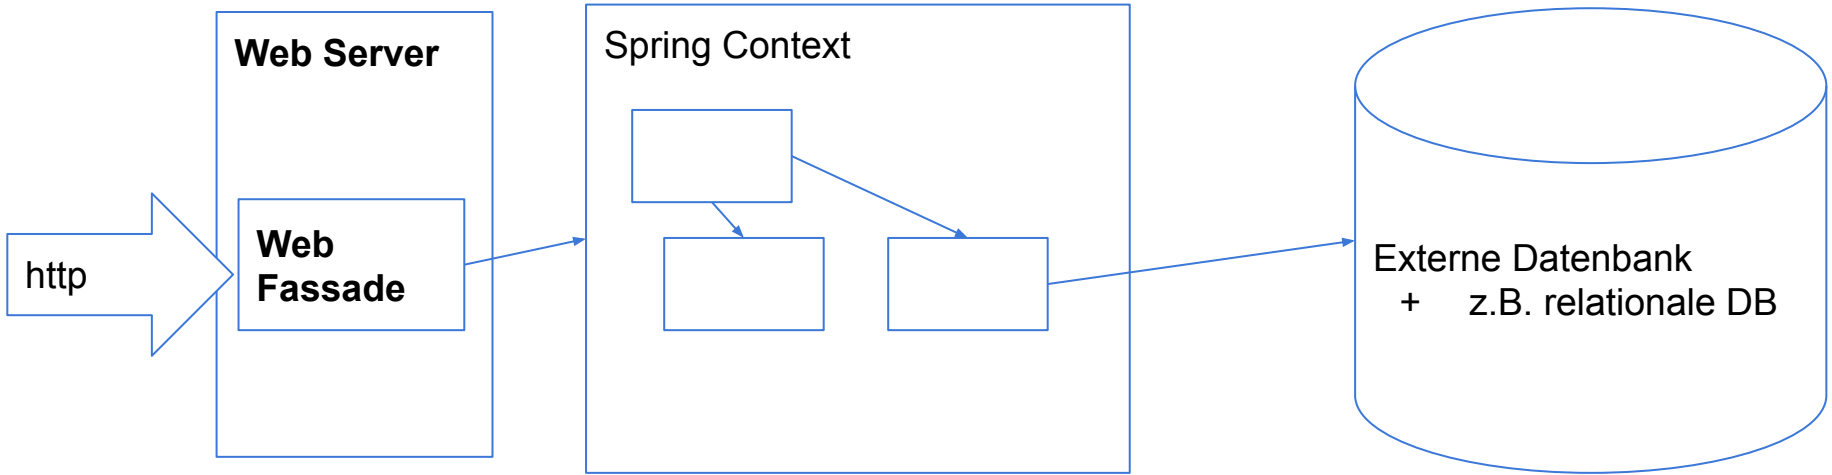 http
Web Server
Web
Fassade
Spring Context
Externe Datenbank
+ z.B. relationale DB